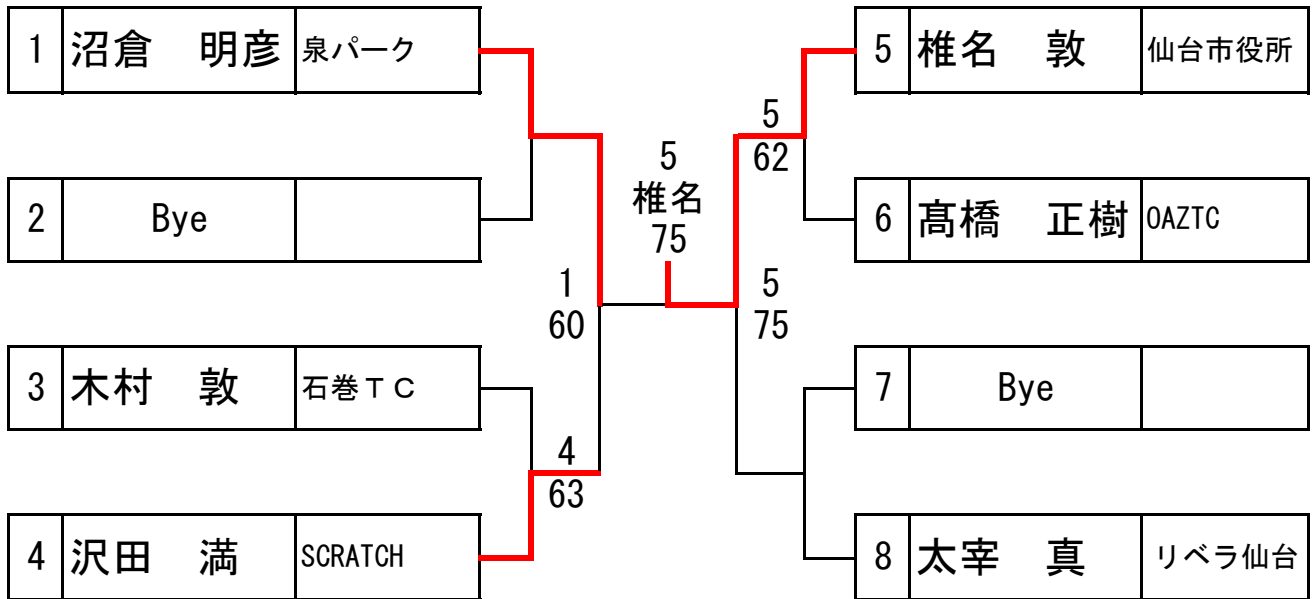 1 沼倉　明彦 泉パーク
2 Bye
3 木村　敦 石巻ＴＣ
4 沢田　満 SCRATCH
1
60
4
63
5
椎名
75
5
62
5
75
5 椎名　敦 仙台市役所
6 髙橋　正樹 OAZTC
7 Bye
8 太宰　真 リベラ仙台